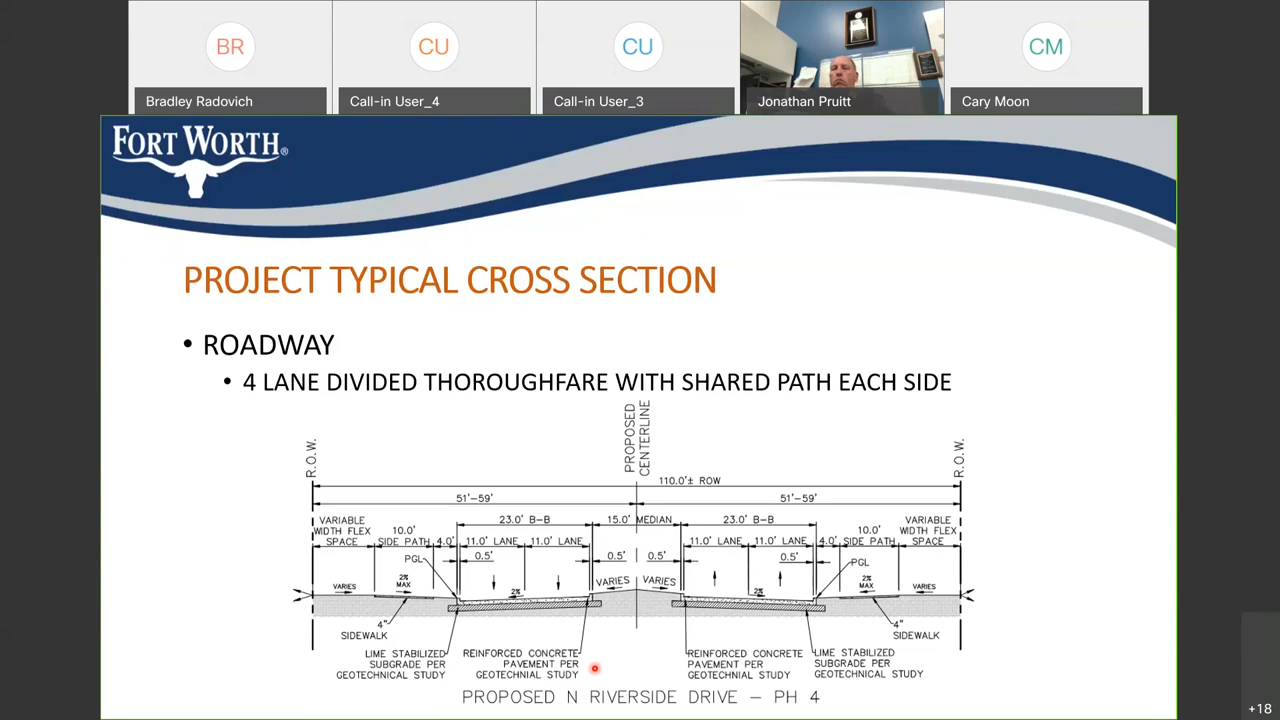 BR
CU
CU
CM
Bradley Radovich
Call-in User_4
Call-in User_3
Jonathan Pruitt
Cary Moon
FORT WORTH®
PROJECT TYPICAL CROSS SECTION
• ROADWAY
• 4 LANE DIVIDED THOROUGHFARE WITH SHARED PATH EACH SIDE
R.O.W.
PROPOSED
CENTERLINE
R.O.W.
110.0'± ROW
51'-59'
51'-59'
VARIABLE
WIDTH FLEX
SPACE
10.0'
SIDE PATH
4.0'
23.0' B-B
11.0' LANE
11.0' LANE
15.0' MEDIAN
23.0' B-B
11.0' LANE
11.0' LANE
4.0'
10.0'
SIDE PATH
VARIABLE
WIDTH FLEX
SPACE
PGL
0.5'
0.5'
0.5'
0.5'
PGL
VARIES
2%
MAX
2%
VARIES
VARIES
2%
2%
MAX
VARIES
4"
SIDEWALK
4"
SIDEWALK
LIME STABILIZED
SUBGRADE PER
GEOTECHNICAL STUDY
REINFORCED CONCRETE
PAVEMENT PER
GEOTECHNIAL STUDY
REINFORCED CONCRETE
PAVEMENT PER
GEOTECHNICAL STUDY
LIME STABILIZED
SUBGRADE PER
GEOTECHNICAL STUDY
PROPOSED N RIVERSIDE DRIVE - PH 4
+18